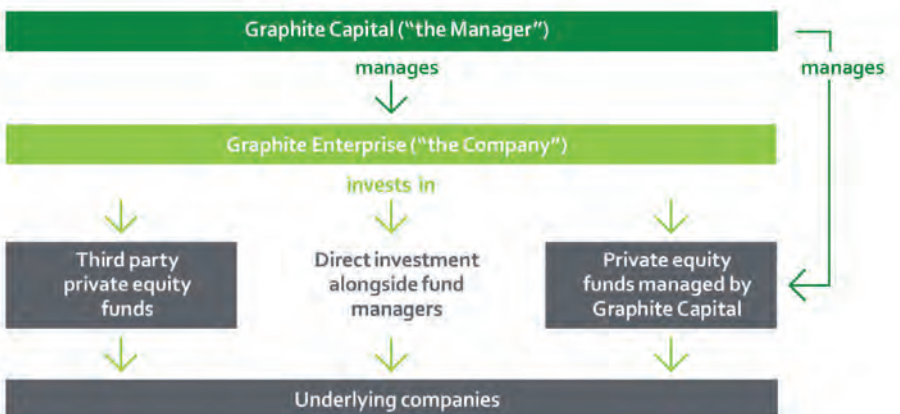 Graphite Capital (“the Manager”)
manages
manages
Graphite Enterprise (“the Company”)
invests in
Third party
private equity
funds
Direct investment
alongside fund
managers
Private equity
funds managed by
Graphite Capital
Underlying companies